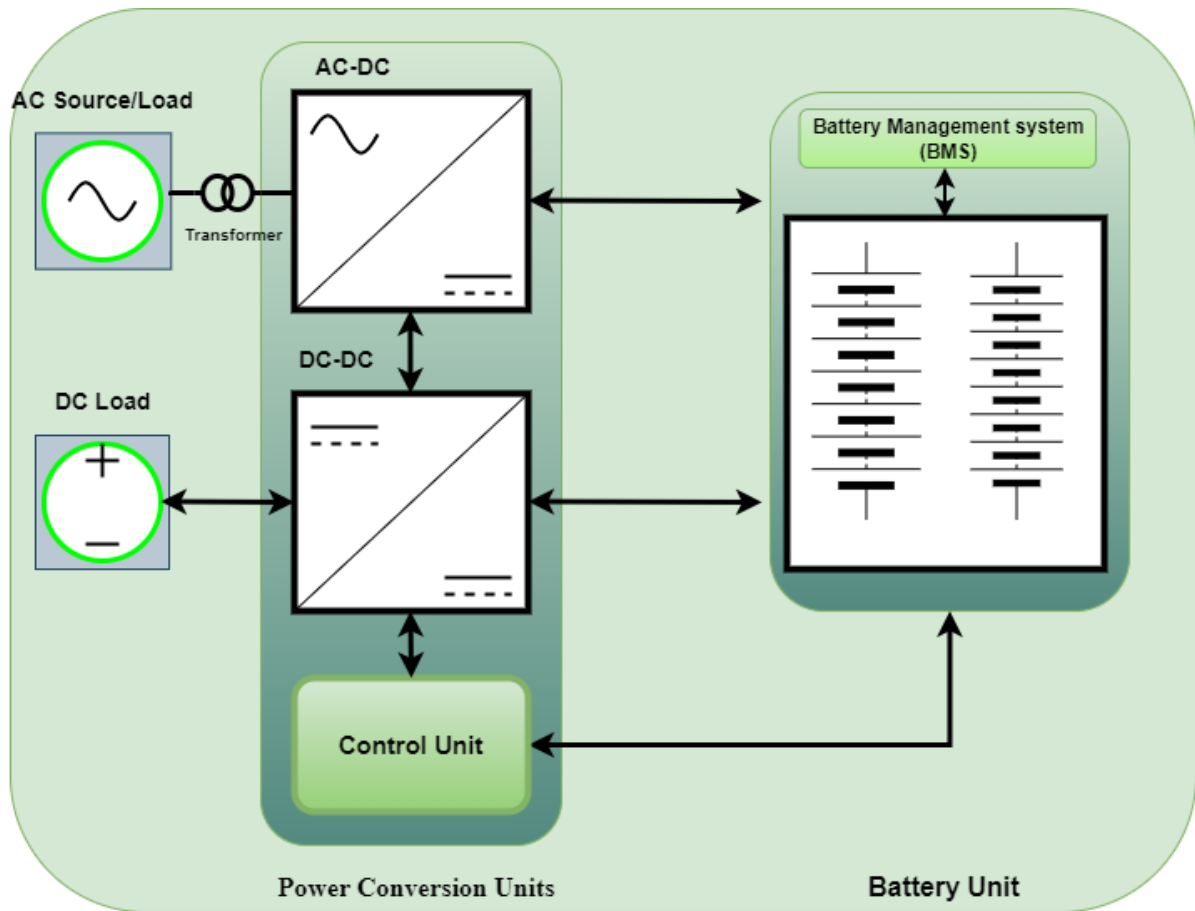 AC-DC
AC Source/Load
Transformer
Battery Management system
(BMS)
DC-DC
DC Load
Control Unit
Power Conversion Units
Battery Unit